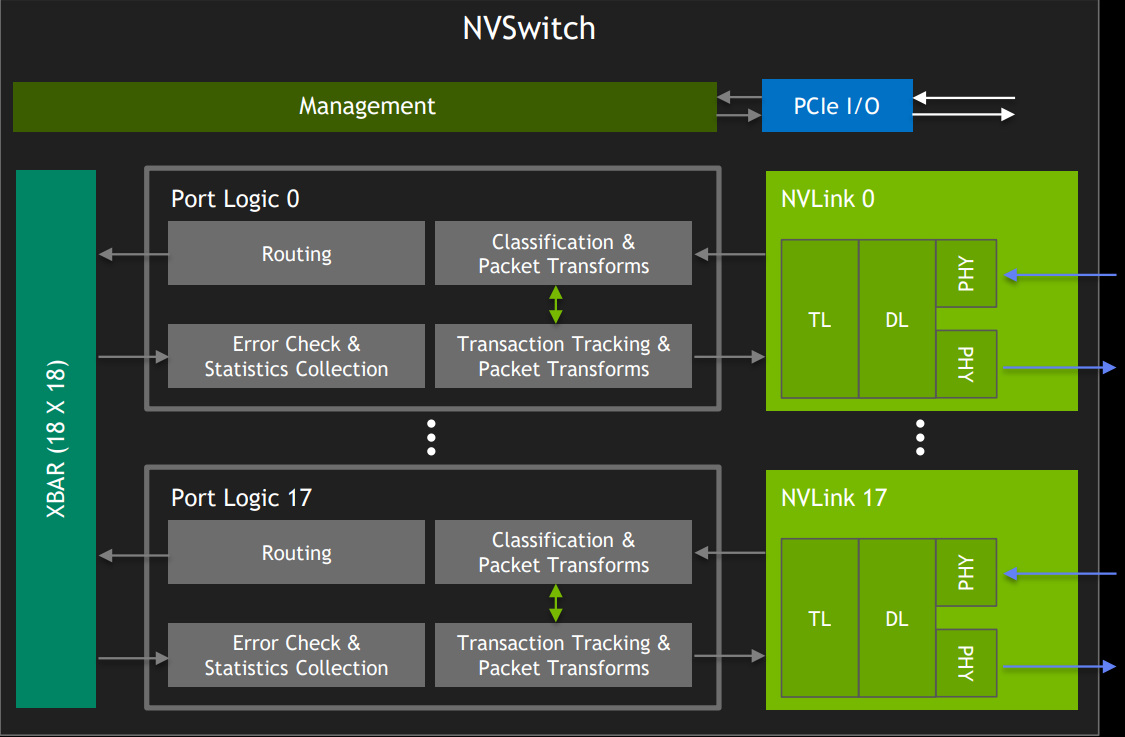 NVSwitch
Management
PCIe I/O
XBAR (18 X 18)
Port Logic 0
Routing
Classification &
Packet Transforms
Error Check &
Statistics Collection
Transaction Tracking &
Packet Transforms
NVLink 0
TL
DL
PHY
PHY
Port Logic 17
Routing
Classification &
Packet Transforms
Error Check &
Statistics Collection
Transaction Tracking &
Packet Transforms
NVLink 17
TL
DL
PHY
PHY